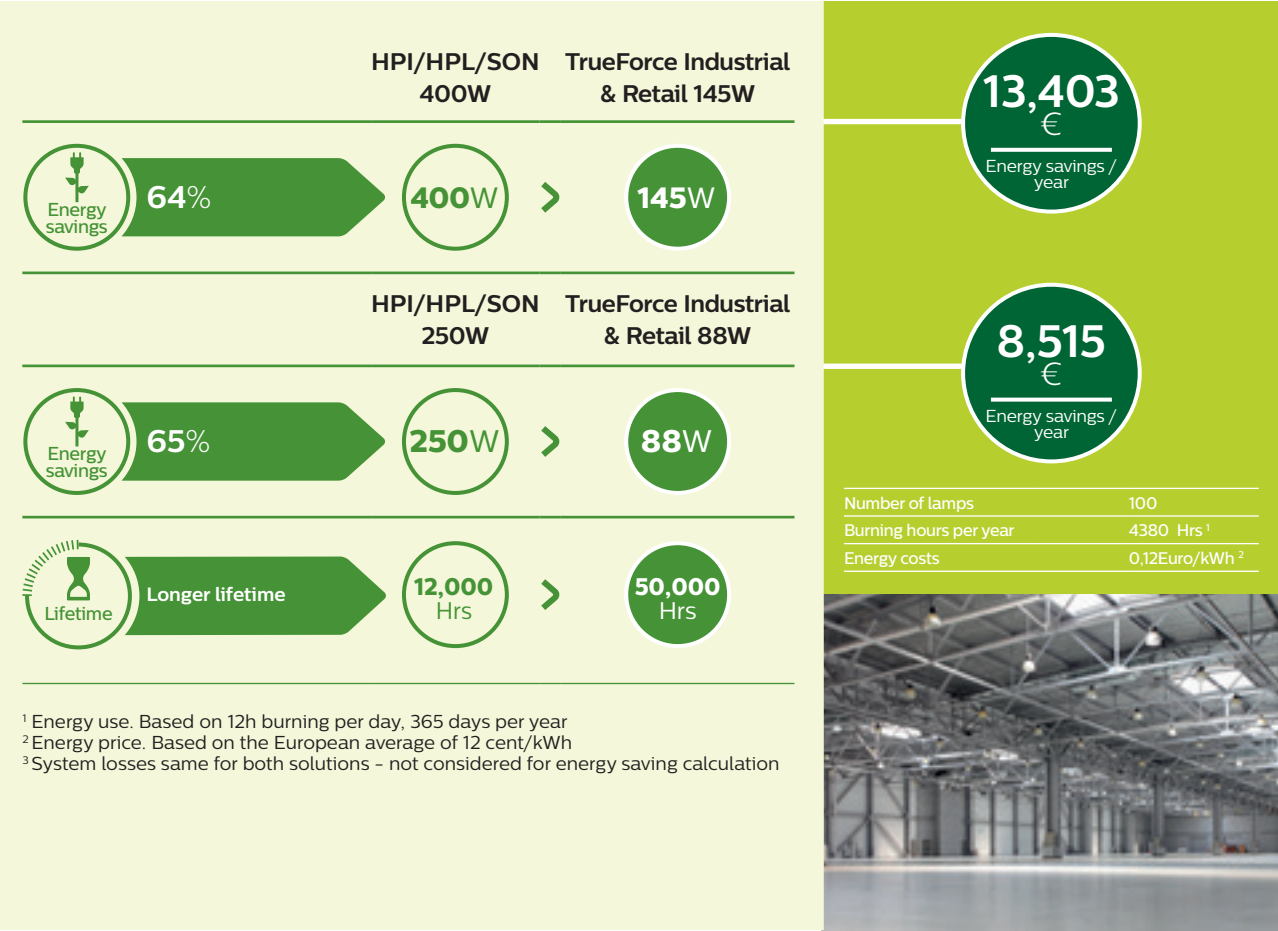 HPI/HPL/SON
400W
TrueForce Industrial
& Retail 145W
Energy
savings
64%
400W
>
145W
13,403
€
Energy savings /
year
HPI/HPL/SON
250W
TrueForce Industrial
& Retail 88W
Energy
savings
65%
250W
>
88W
8,515
€
Energy savings /
year
Lifetime
Longer lifetime
12,000
Hrs
>
50,000
Hrs
Number of lamps 100
Burning hours per year 4380 Hrs ¹
Energy costs 0,12Euro/kWh ²
¹ Energy use. Based on 12h burning per day, 365 days per year
² Energy price. Based on the European average of 12 cent/kWh
³ System losses same for both solutions – not considered for energy saving calculation